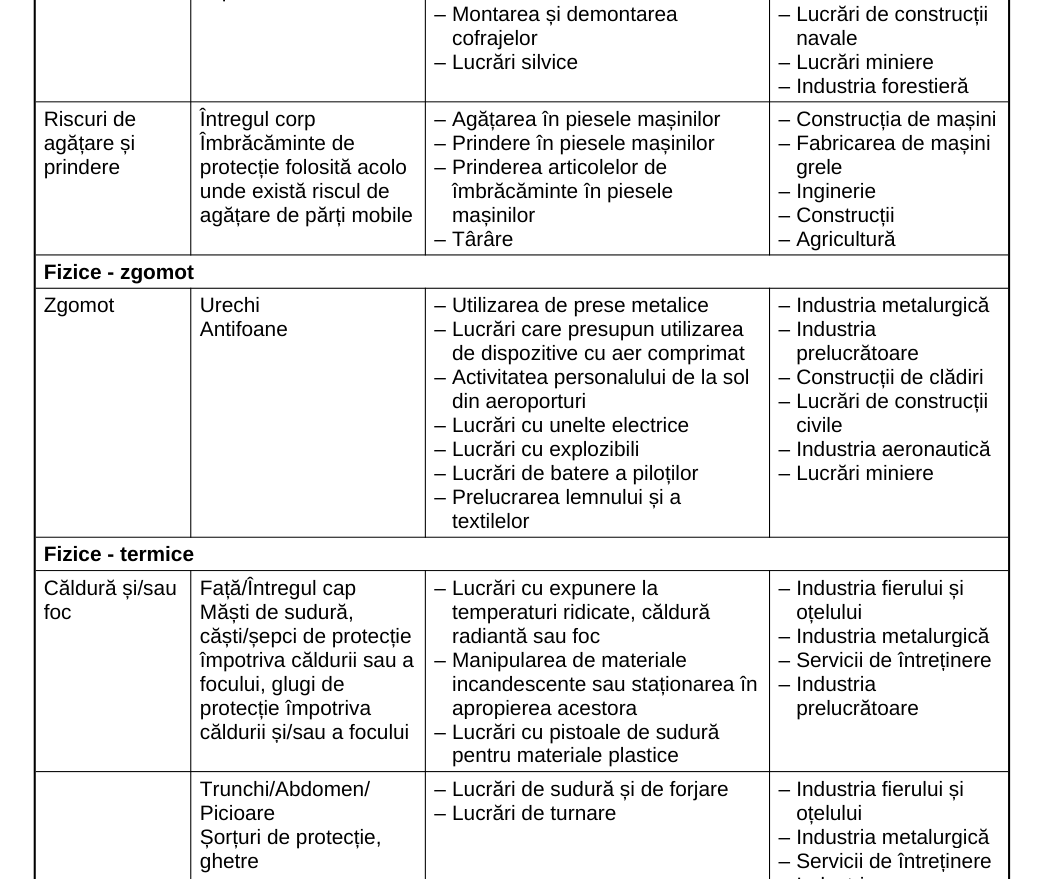 – Montarea și demontarea
cofrajelor
– Lucrări silvice
– Lucrări de construcții
navale
– Lucrări miniere
– Industria forestieră
Riscuri de
agățare și
prindere
Întregul corp
Îmbrăcăminte de
protecție folosită acolo
unde există riscul de
agățare de părți mobile
– Agățarea în piesele mașinilor
– Prindere în piesele mașinilor
– Prinderea articolelor de
îmbrăcăminte în piesele
mașinilor
– Târâre
– Construcția de mașini
– Fabricarea de mașini
grele
– Inginerie
– Construcții
– Agricultură
Fizice - zgomot
Zgomot
Urechi
Antifoane
– Utilizarea de prese metalice
– Lucrări care presupun utilizarea
de dispozitive cu aer comprimat
– Activitatea personalului de la sol
din aeroporturi
– Lucrări cu unelte electrice
– Lucrări cu explozibili
– Lucrări de batere a piloților
– Prelucrarea lemnului și a
textilelor
– Industria metalurgică
– Industria
prelucrătoare
– Construcții de clădiri
– Lucrări de construcții
civile
– Industria aeronautică
– Lucrări miniere
Fizice - termice
Căldură și/sau
foc
Față/Întregul cap
Măști de sudură,
căști/șepci de protecție
împotriva căldurii sau a
focului, glugi de
protecție împotriva
căldurii și/sau a focului
– Lucrări cu expunere la
temperaturi ridicate, căldură
radiantă sau foc
– Manipularea de materiale
incandescente sau staționarea în
apropierea acestora
– Lucrări cu pistoale de sudură
pentru materiale plastice
– Industria fierului și
oțelului
– Industria metalurgică
– Servicii de întreținere
– Industria
prelucrătoare
Trunchi/Abdomen/
Picioare
Șorțuri de protecție,
ghetre
– Lucrări de sudură și de forjare
– Lucrări de turnare
– Industria fierului și
oțelului
– Industria metalurgică
– Servicii de întreținere